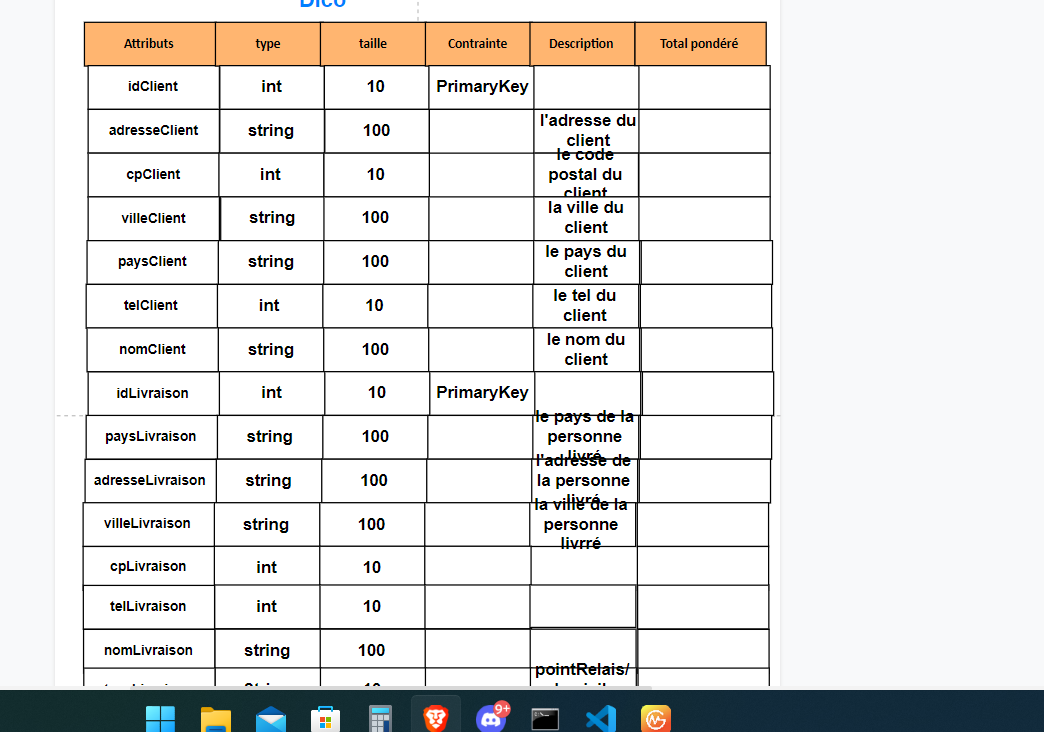 Dico
Attributs type taille Contrainte Description Total pondéré
idClient int 10 PrimaryKey
adresseClient string 100 l'adresse du
client
cpClient int 10 le code
postal du
client
villeClient string 100 la ville du
client
paysClient string 100 le pays du
client
telClient int 10 le tel du
client
nomClient string 100 le nom du
client
idLivraison int 10 PrimaryKey
paysLivraison string 100 le pays de la
personne
livré
adresseLivraison string 100 l'adresse de
la personne
livré
villeLivraison string 100 la ville de la
personne
livrré
cpLivraison int 10
telLivraison int 10
nomLivraison string 100
pointRelais/
9+